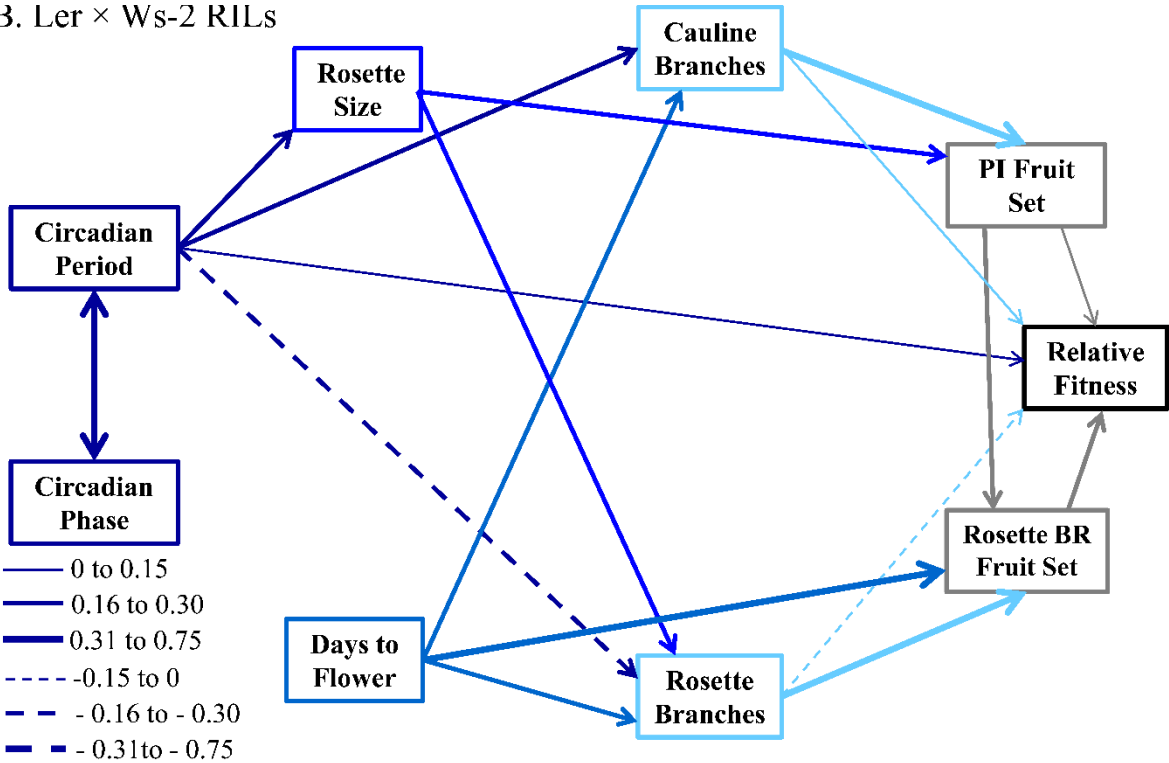 B. Ler × Ws-2 RILs
Rosette
Size
Cauline
Branches
PI Fruit
Set
Circadian
Period
Relative
Fitness
Circadian
Phase
Rosette BR
Fruit Set
Days to
Flower
Rosette
Branches
0 to 0.15
0.16 to 0.30
0.31 to 0.75
-0.15 to 0
- 0.16 to - 0.30
- 0.31to - 0.75